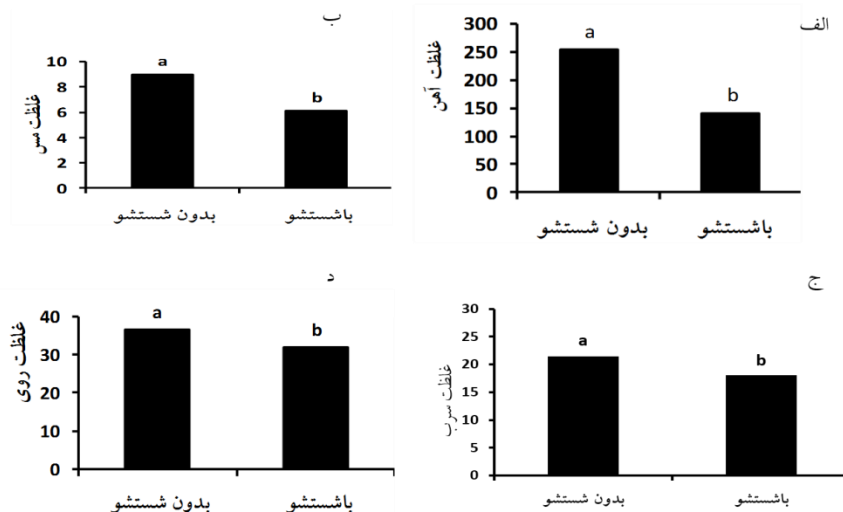 الف
غلظت آهن
300
250
200
150
100
50
0
a
b
بدون شستشو
باشستشو
ب
غلظت مس
10
8
6
4
2
0
a
b
بدون شستشو
باشستشو
ج
غلظت سرب
30
25
20
15
10
5
0
a
b
بدون شستشو
باشستشو
د
غلظت روی
40
30
20
10
0
a
b
بدون شستشو
باشستشو